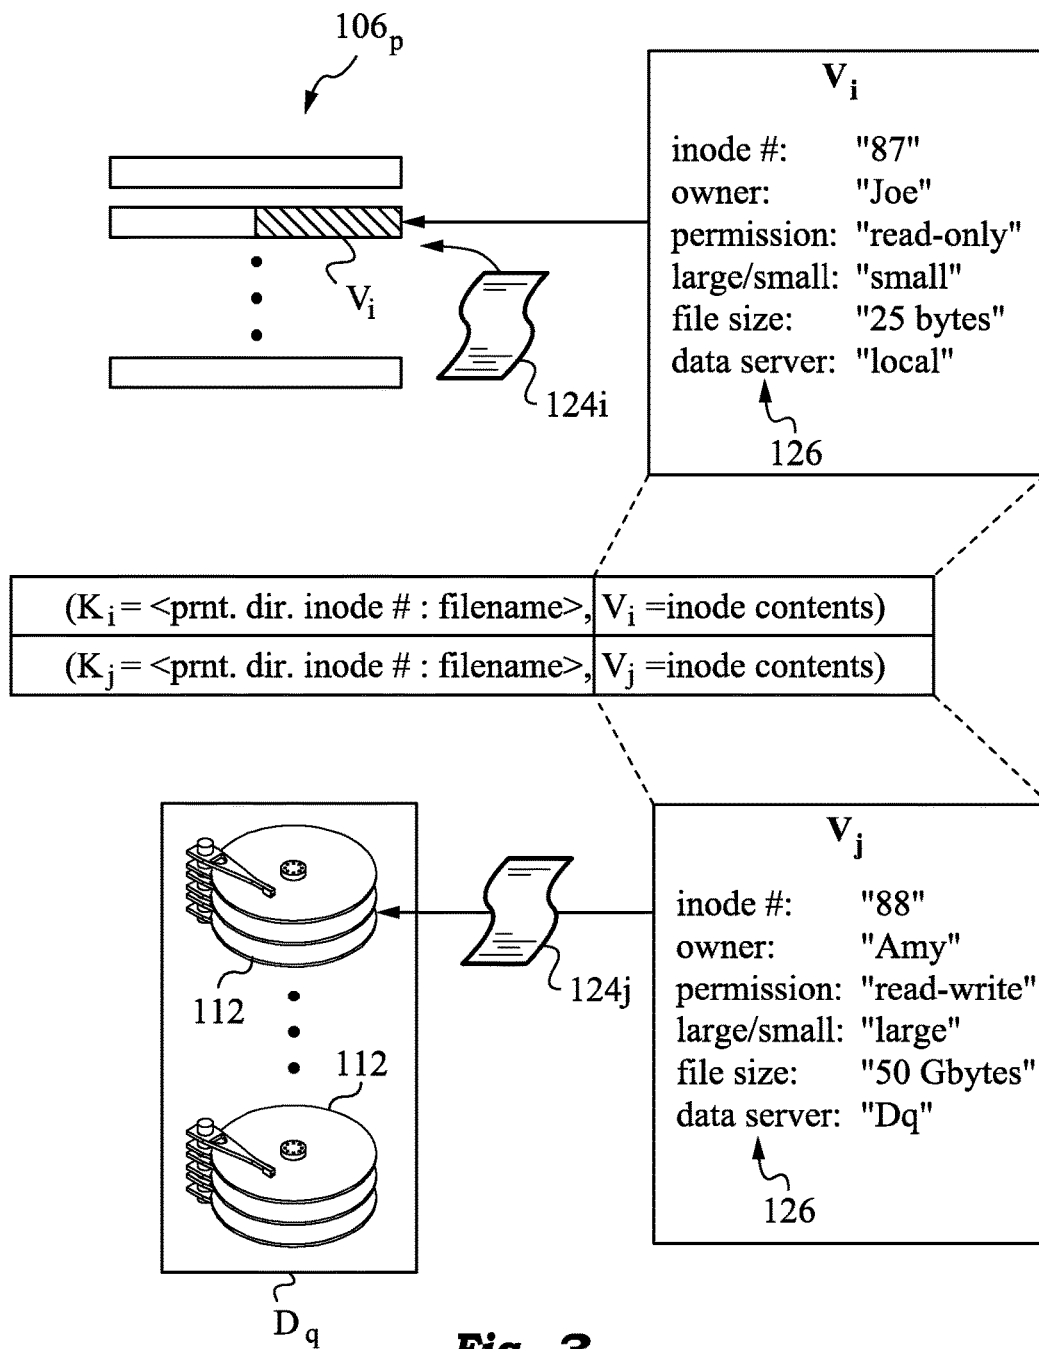 106p
Vi
inode #: "87"
owner: "Joe"
permission: "read-only"
large/small: "small"
file size: "25 bytes"
data server: "local"
126
Vi
124i
(Ki = <prnt. dir. inode # : filename>, Vi =inode contents)
(Kj = <prnt. dir. inode # : filename>, Vj =inode contents)
Vj
inode #: "88"
owner: "Amy"
permission: "read-write"
large/small: "large"
file size: "50 Gbytes"
data server: "Dq"
126
124j
112
112
Dq
Fig. 3